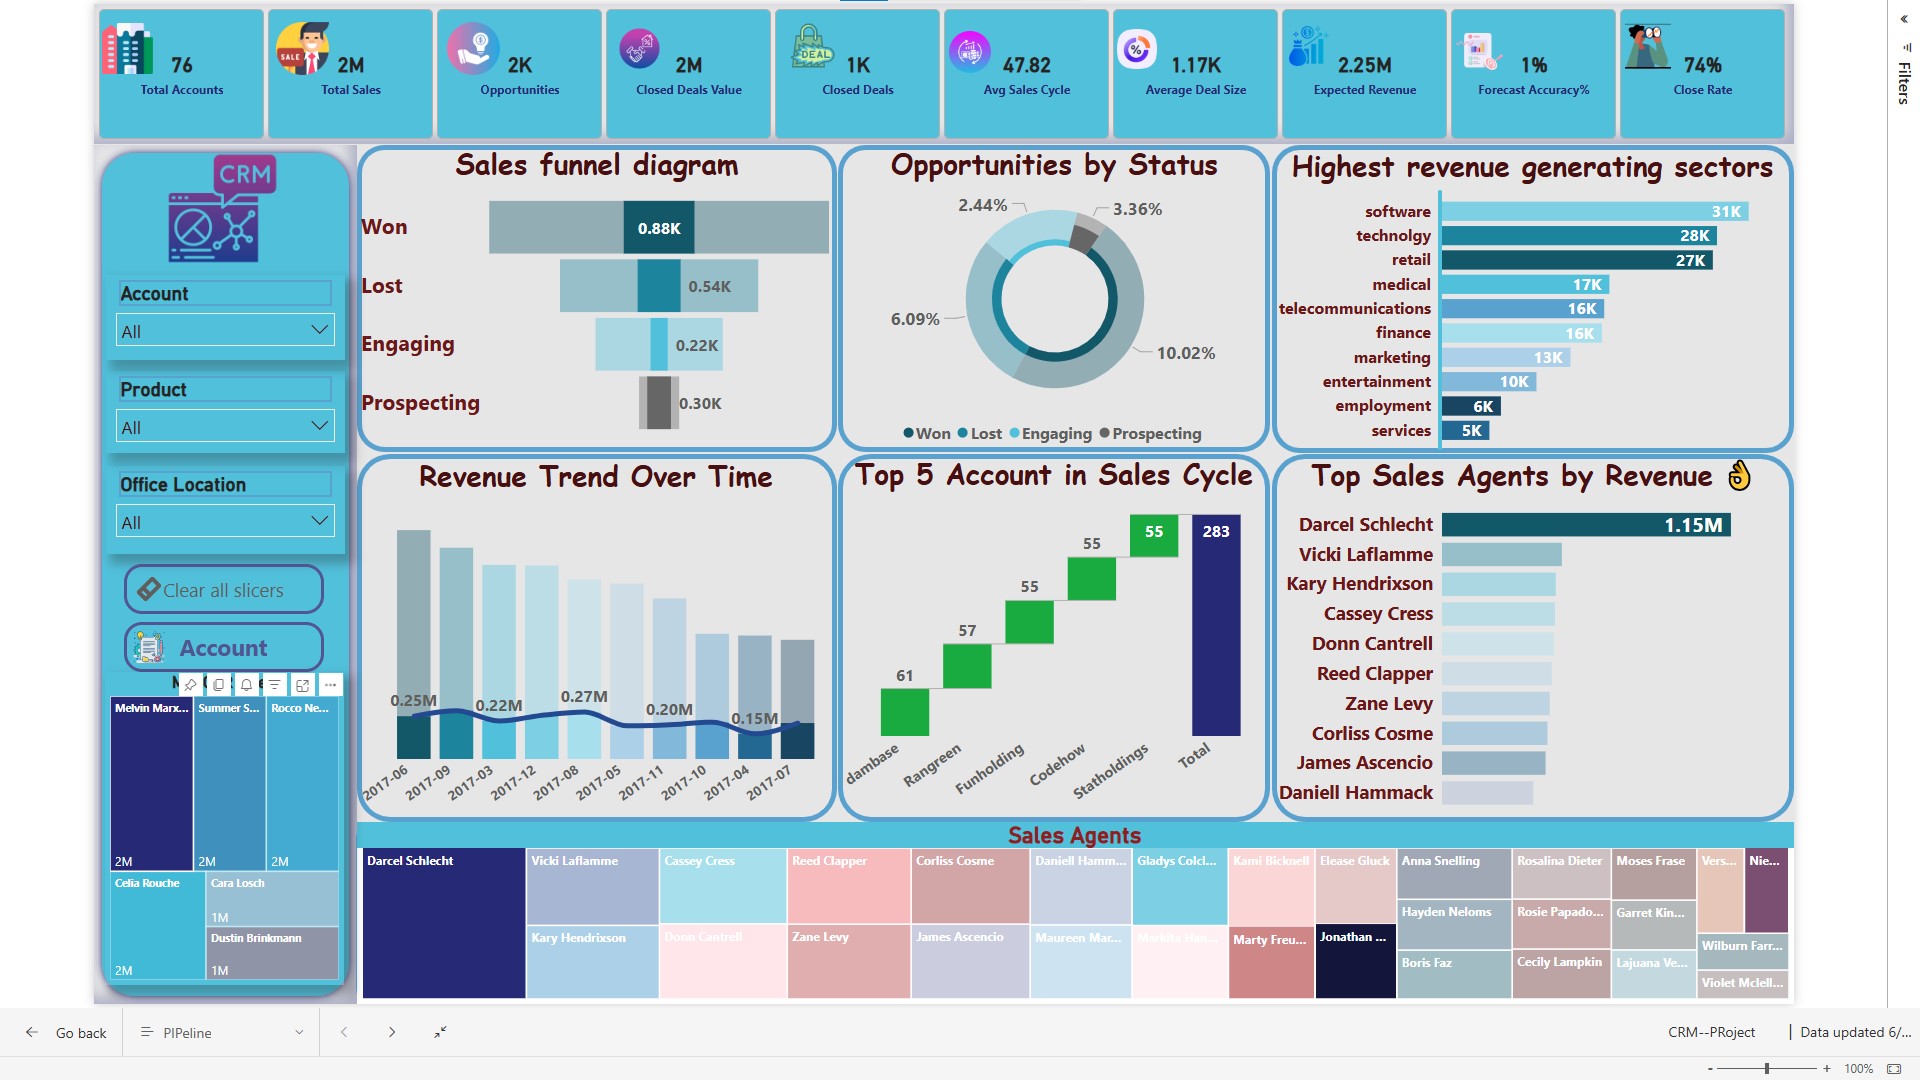 76
Total Accounts
SALE
2M
Total Sales
2K
Opportunities
2M
Closed Deals Value
DEAL
1K
Closed Deals
47.82
Avg Sales Cycle
%
1.17K
Average Deal Size
2.25M
Expected Revenue
1%
Forecast Accuracy%
74%
Close Rate
Filters
CRM
Account
All
Product
All
Office Location
All
Clear all slicers
Account
Melvin Marx...
2M
Summer S...
2M
Rocco Ne...
2M
Celia Rouche
2M
Cara Losch
1M
Dustin Brinkmann
1M
Sales funnel diagram
Won
0.88K
Lost
0.54K
Engaging
0.22K
Prospecting
0.30K
Opportunities by Status
2.44%
3.36%
6.09%
10.02%
Won Lost Engaging Prospecting
Highest revenue generating sectors
software 31K
technolgy 28K
retail 27K
medical 17K
telecommunications 16K
finance 16K
marketing 13K
entertainment 10K
employment 6K
services 5K
Revenue Trend Over Time
0.25M
0.22M
0.27M
0.20M
0.15M
2017-06
2017-09
2017-03
2017-12
2017-08
2017-05
2017-11
2017-10
2017-04
2017-07
Top 5 Account in Sales Cycle
61
57
55
55
55
283
dambase
Rangreen
Funholding
Codehow
Statholdings
Total
Top Sales Agents by Revenue 👌
Darcel Schlecht 1.15M
Vicki Laflamme
Kary Hendrixson
Cassey Cress
Donn Cantrell
Reed Clapper
Zane Levy
Corliss Cosme
James Ascencio
Daniell Hammack
Sales Agents
Darcel Schlecht
Vicki Laflamme
Kary Hendrixson
Cassey Cress
Donn Cantrell
Reed Clapper
Zane Levy
Corliss Cosme
James Ascencio
Daniell Hamm...
Maureen Mar...
Gladys Colcl...
Markita Han...
Kami Bicknell
Marty Freu...
Elease Gluck
Jonathan ...
Anna Snelling
Hayden Neloms
Boris Faz
Rosalina Dieter
Rosie Papado...
Cecily Lampkin
Moses Frase
Garret Kin...
Lajuana Ve...
Vers...
Nie...
Wilburn Farr...
Violet Mclell...
Go back
PIPeline
CRM--PRoject
Data updated 6/...
100%